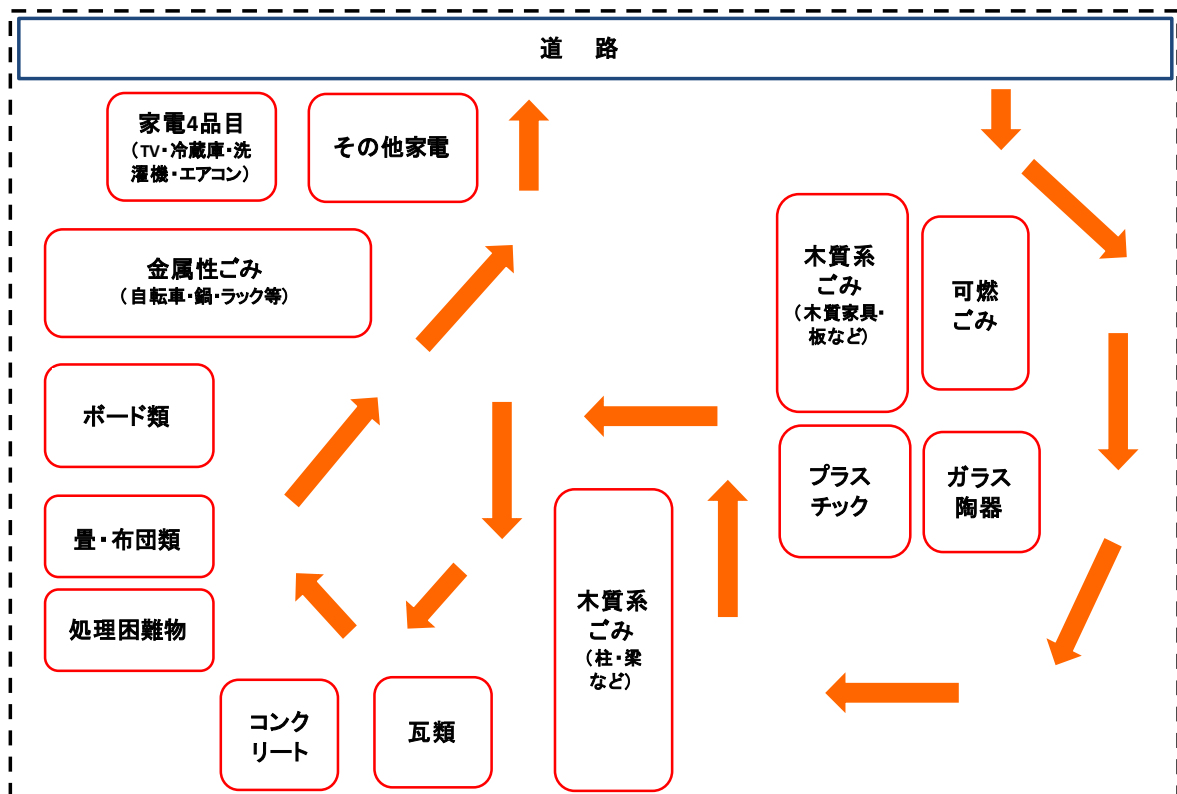 道　路
家電4品目
（TV・冷蔵庫・洗
濯機・エアコン）
その他家電
金属性ごみ
（自転車・鍋・ラック等）
ボード類
畳・布団類
処理困難物
コンク
リート
瓦類
木質系
ごみ
（柱・梁
など）
木質系
ごみ
（木質家具・
板など）
可燃
ごみ
プラス
チック
ガラス
陶器